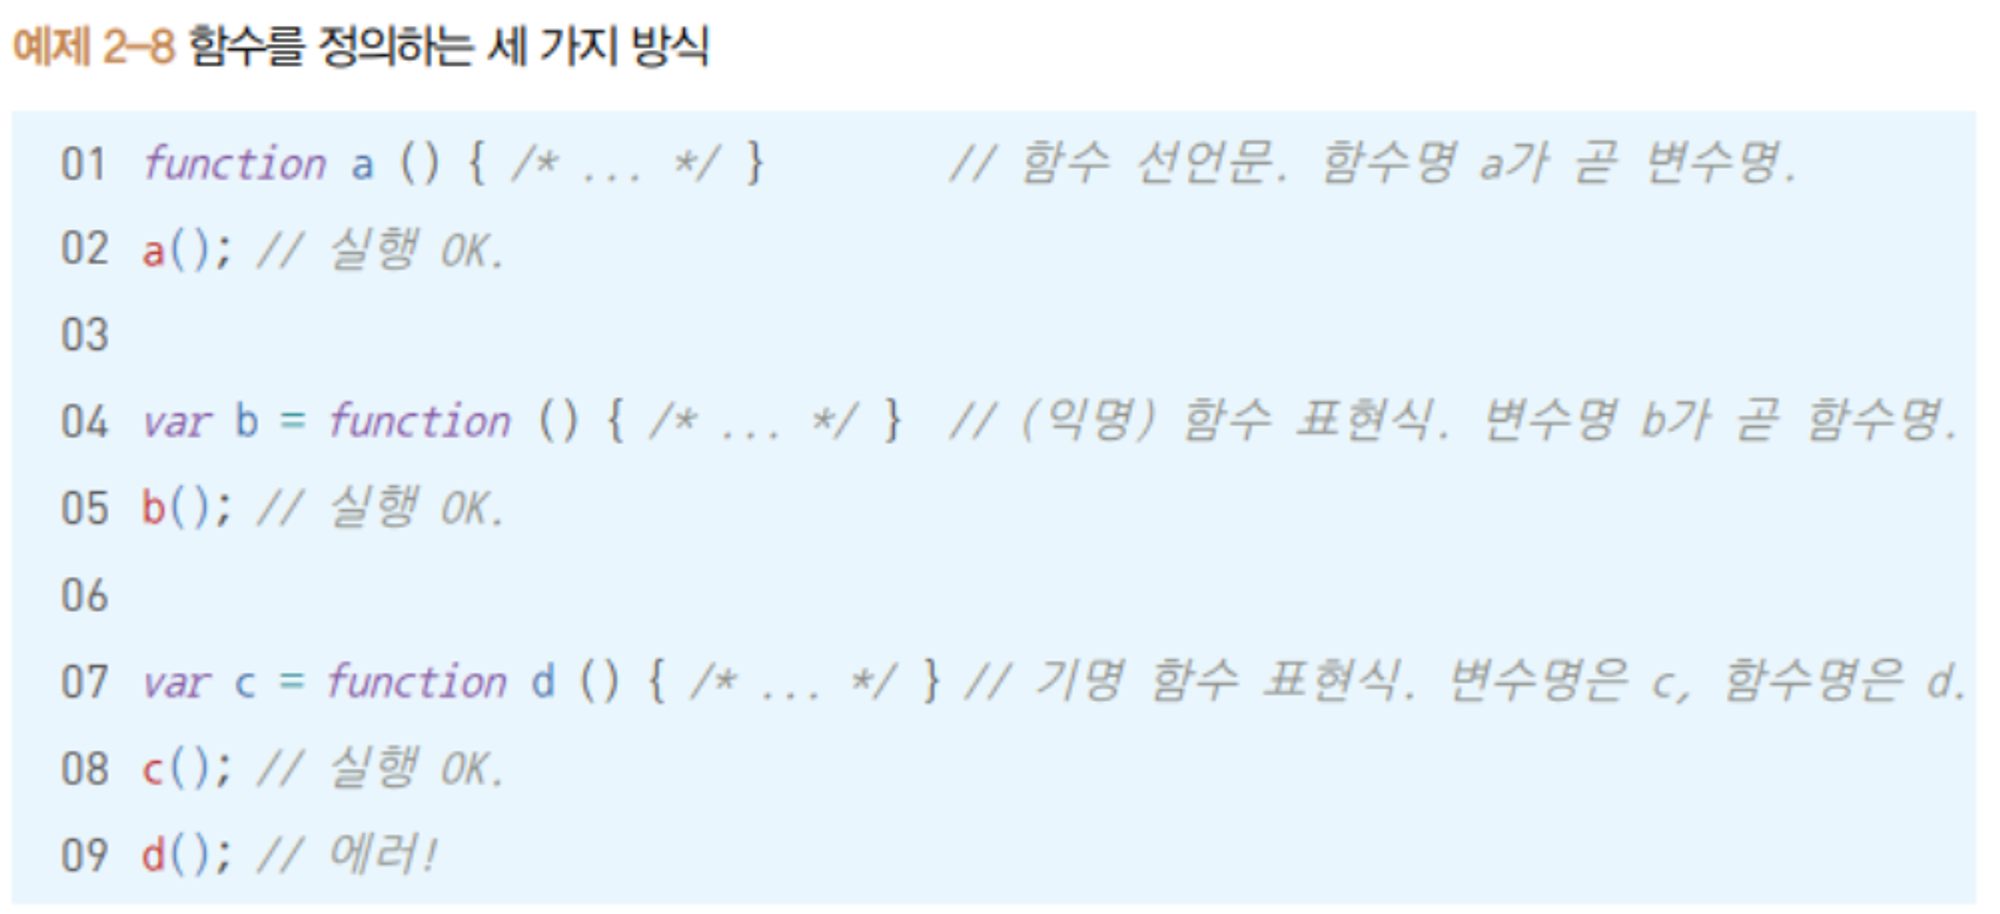 예제 2-8 함수를 정의하는 세 가지 방식
01 function a () { /* ... */ } // 함수 선언문. 함수명 a가 곧 변수명.
02 a(); // 실행 OK.
03
04 var b = function () { /* ... */ } // (익명) 함수 표현식. 변수명 b가 곧 함수명.
05 b(); // 실행 OK.
06
07 var c = function d () { /* ... */ } // 기명 함수 표현식. 변수명은 c, 함수명은 d.
08 c(); // 실행 OK.
09 d(); // 에러!